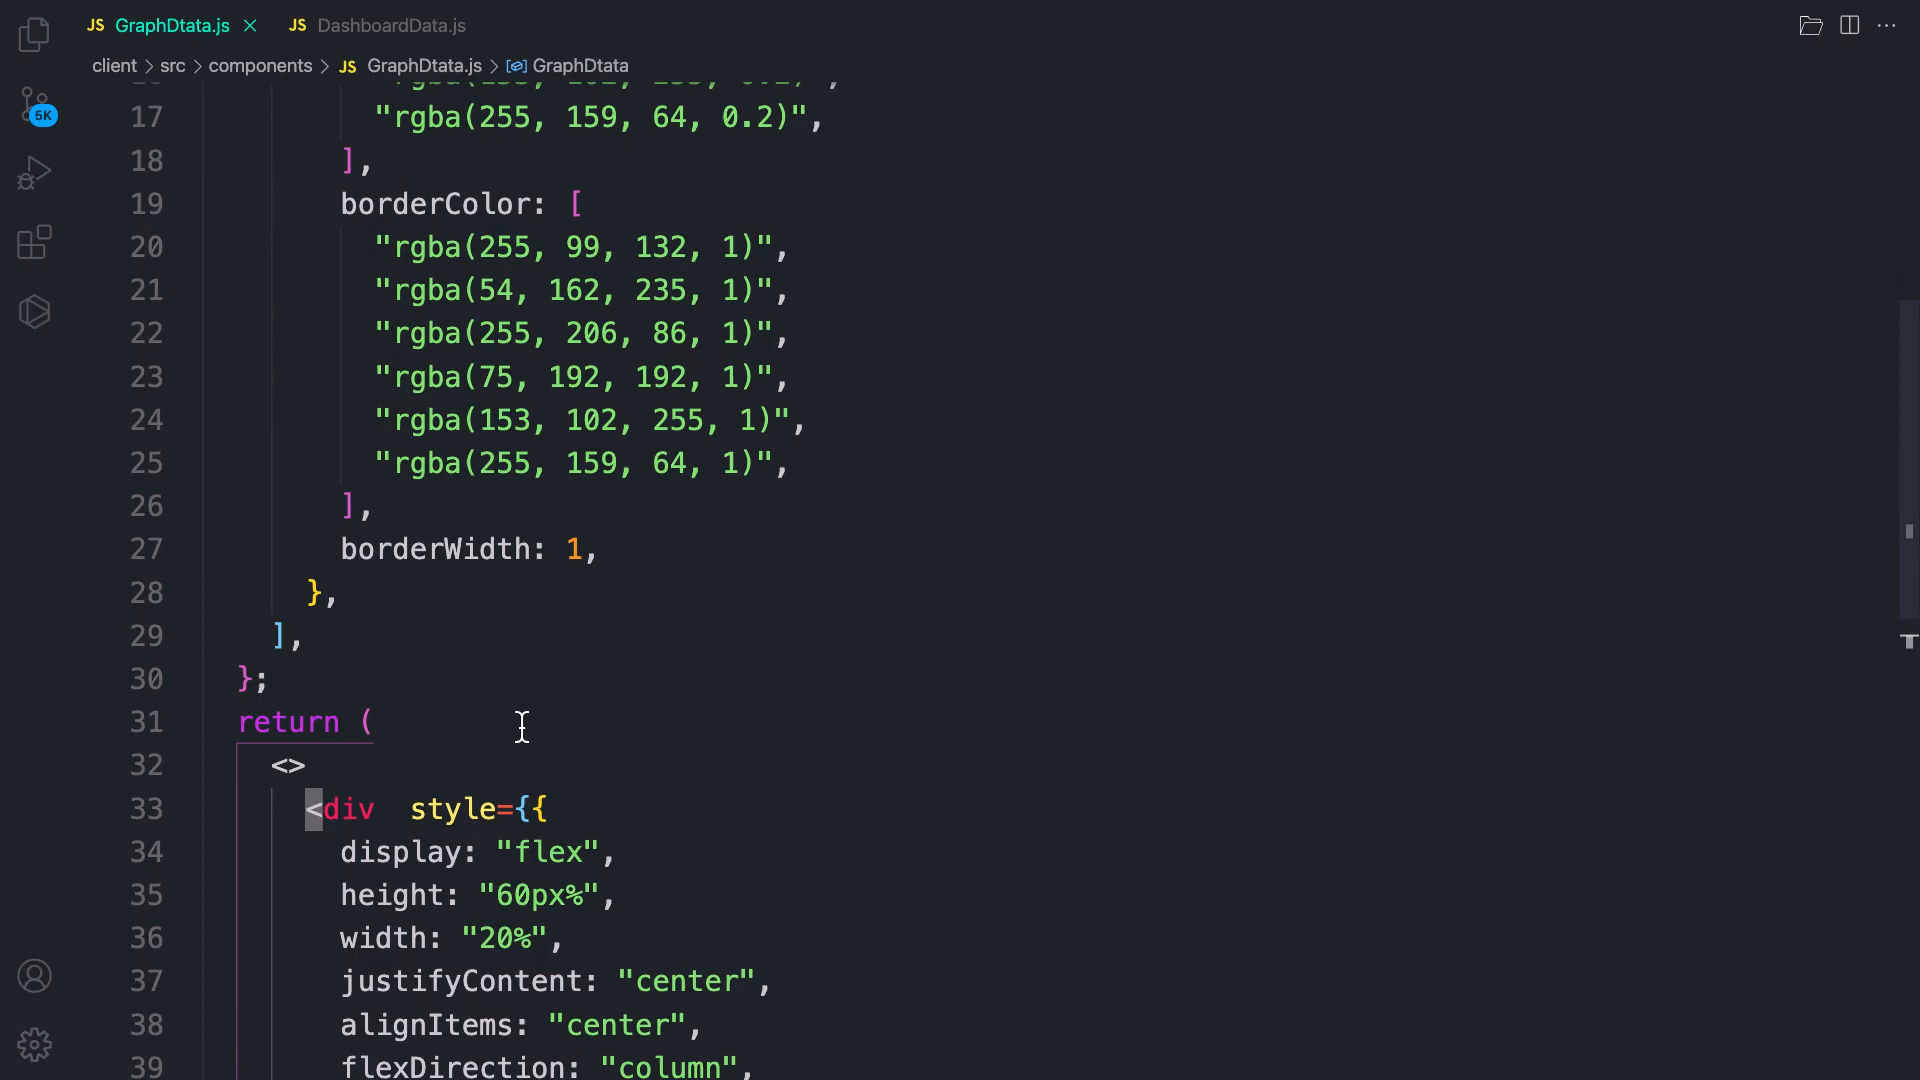 JS GraphDtata.js × JS DashboardData.js
client > src > components > JS GraphDtata.js > GraphDtata
5K
17 "rgba(255, 159, 64, 0.2)",
18 ],
19 borderColor: [
20 "rgba(255, 99, 132, 1)",
21 "rgba(54, 162, 235, 1)",
22 "rgba(255, 206, 86, 1)",
23 "rgba(75, 192, 192, 1)",
24 "rgba(153, 102, 255, 1)",
25 "rgba(255, 159, 64, 1)",
26 ],
27 borderWidth: 1,
28 },
29 ],
30 };
31 return (
32 <>
33 <div  style={{
34 display: "flex",
35 height: "60px%",
36 width: "20%",
37 justifyContent: "center",
38 alignItems: "center",
39 flexDirection: "column",